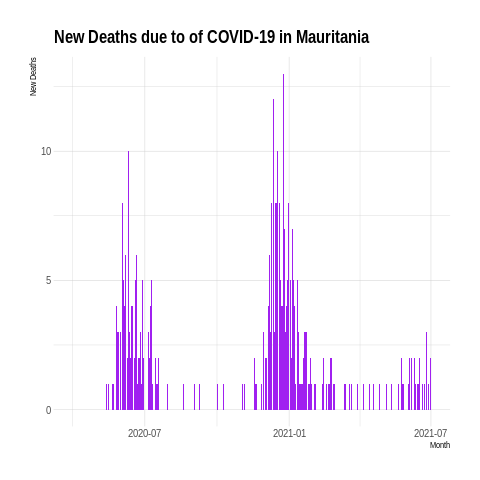 New Deaths due to of COVID-19 in Mauritania
New Deaths
10
5
0
2020-07
2021-01
2021-07
Month